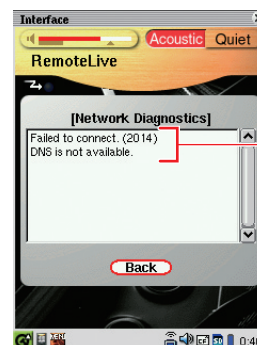 Interface
Acoustic Quiet
RemoteLive
[Network Diagnostics]
Failed to connect. (2014)
DNS is not available.
Back